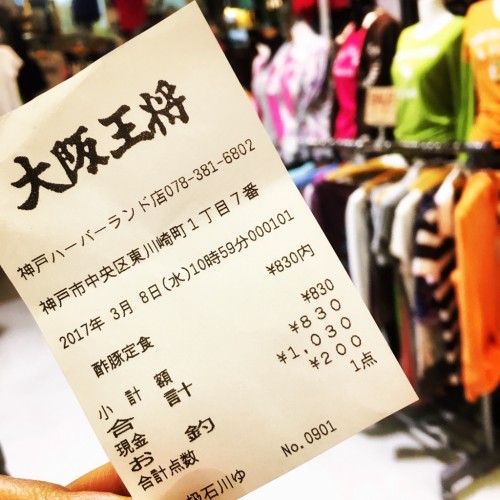 大阪王将
神戸ハーバーランド店078-381-6802
神戸市中央区東川崎町1丁目7番
2017年 3月 8日(水)10時59分000101
酢豚定食 ¥830内
小計額 ¥830
合計 ¥830
現金 ¥1,030
お釣 ¥200
合計点数 1点
石川ゆ No.0901